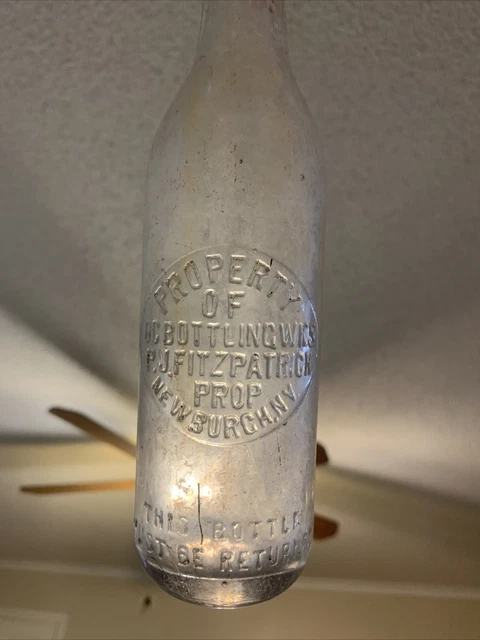 PROPERTY
OF
BOTTLING WKS
P.J. FITZPATRICK
PROP
NEWBURGH, N.Y.
THIS BOTTLE
BE